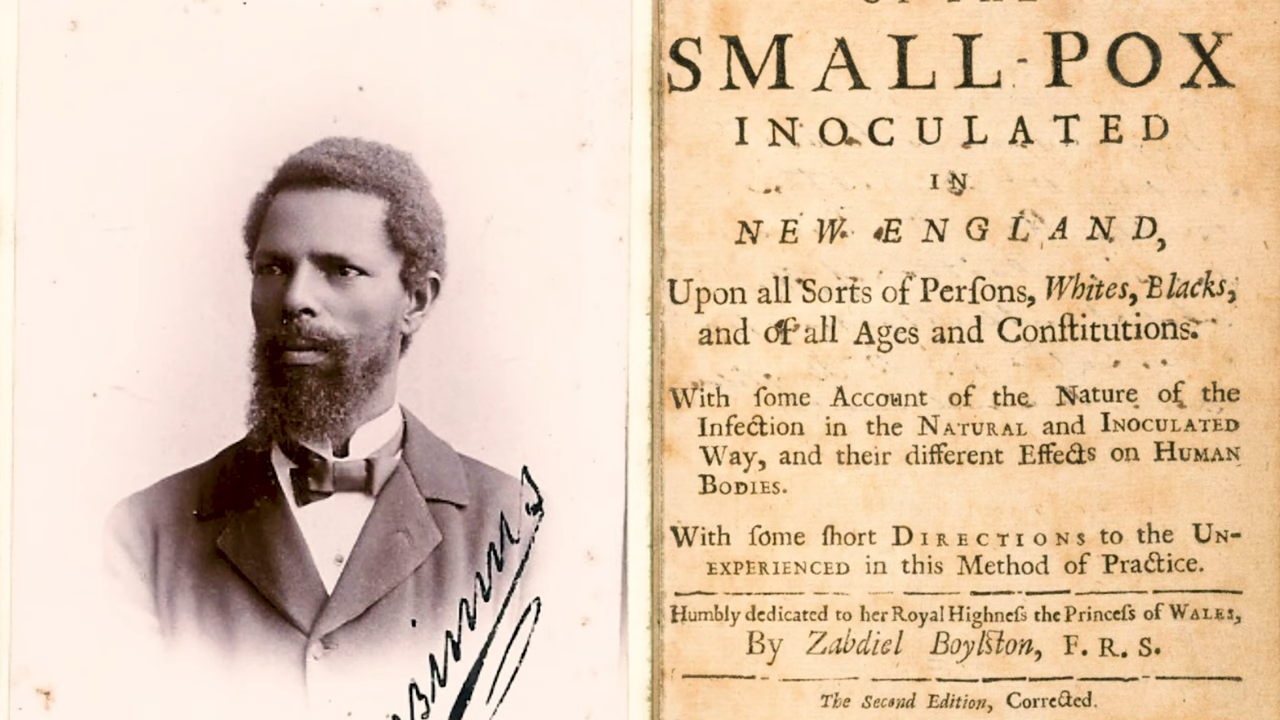 SMALL-POX
INOCULATED
IN
NEW ENGLAND,
Upon all Sorts of Perſons, Whites, Blacks,
and of all Ages and Conſtitutions.
With ſome Account of the Nature of the
Infection in the NATURAL and INOCULATED
Way, and their different Effects on HUMAN
BODIES.
With ſome ſhort DIRECTIONS to the UN-
EXPERIENCED in this Method of Practice.
Humbly dedicated to her Royal Highneſs the Princeſs of WALES,
By Zabdiel Boylſton, F. R. S.
The Second Edition, Corrected.